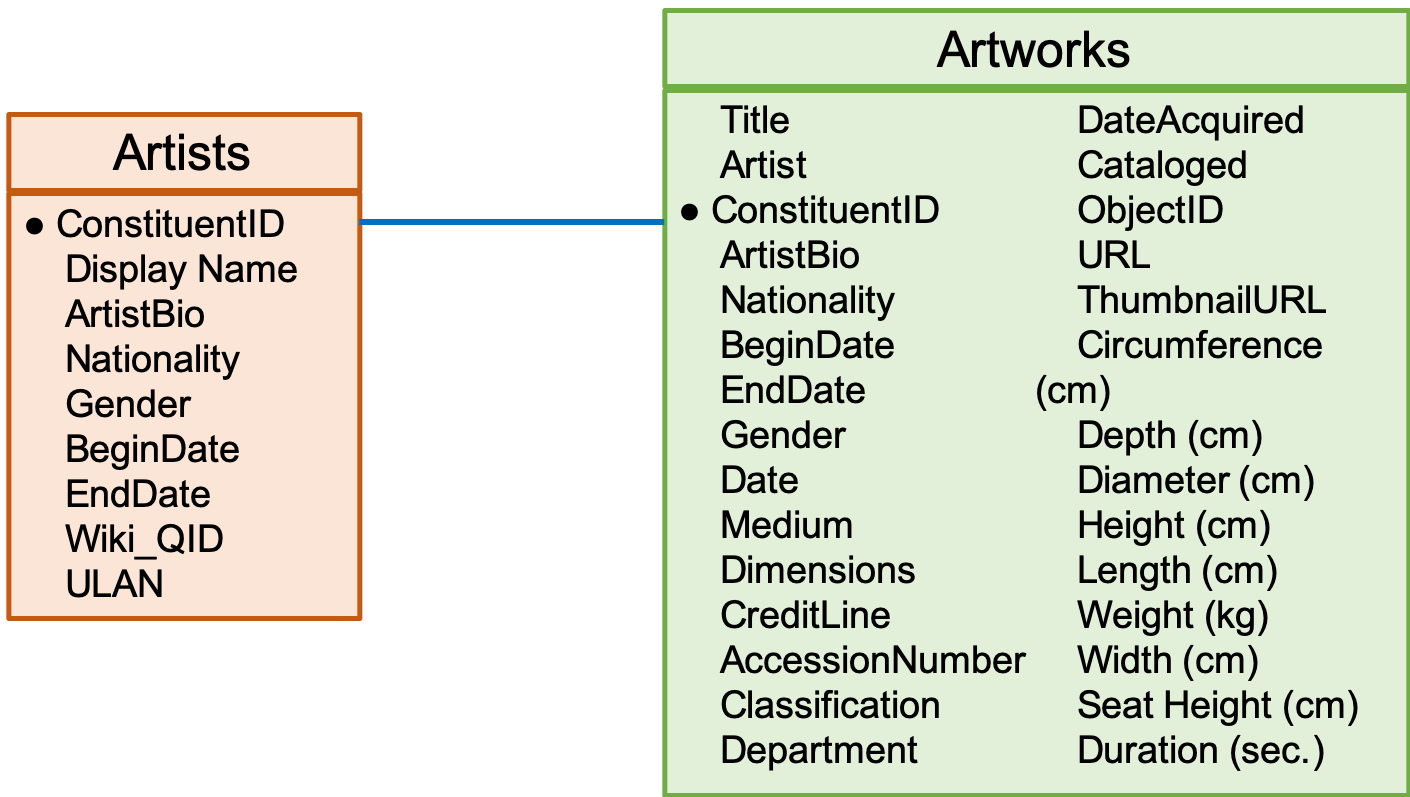 Artists
● ConstituentID
Display Name
ArtistBio
Nationality
Gender
BeginDate
EndDate
Wiki_QID
ULAN
Artworks
Title
Artist
● ConstituentID
ArtistBio
Nationality
BeginDate
EndDate
Gender
Date
Medium
Dimensions
CreditLine
AccessionNumber
Classification
Department
DateAcquired
Cataloged
ObjectID
URL
ThumbnailURL
Circumference
(cm)
Depth (cm)
Diameter (cm)
Height (cm)
Length (cm)
Weight (kg)
Width (cm)
Seat Height (cm)
Duration (sec.)